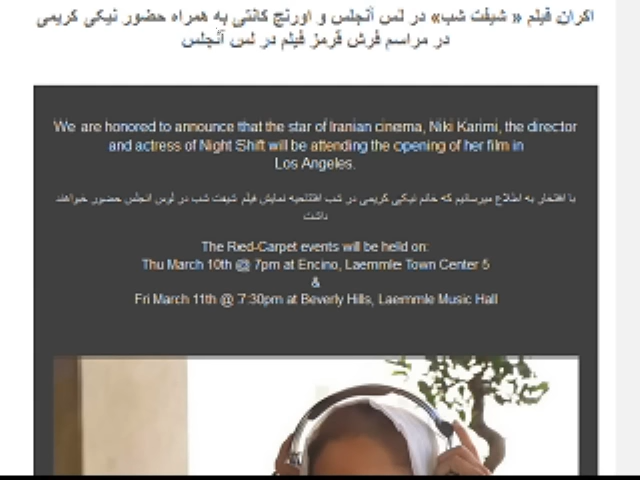 اکران فیلم « شیفت شب» در لس آنجلس و اورنج کانتی به همراه حضور نیکی کریمی
در مراسم فرش قرمز فیلم در لس آنجلس
We are honored to announce that the star of Iranian cinema, Niki Karimi, the director
and actress of Night Shift will be attending the opening of her film in
Los Angeles.
با افتخار به اطلاع میرسانیم که خانم نیکی کریمی در شب افتتاحیه نمایش فیلم شیفت شب در لوس انجلس حضور خواهند
داشت
The Red-Carpet events will be held on:
Thu March 10th @ 7pm at Encino, Laemmle Town Center 5
&
Fri March 11th @ 7:30pm at Beverly Hills, Laemmle Music Hall